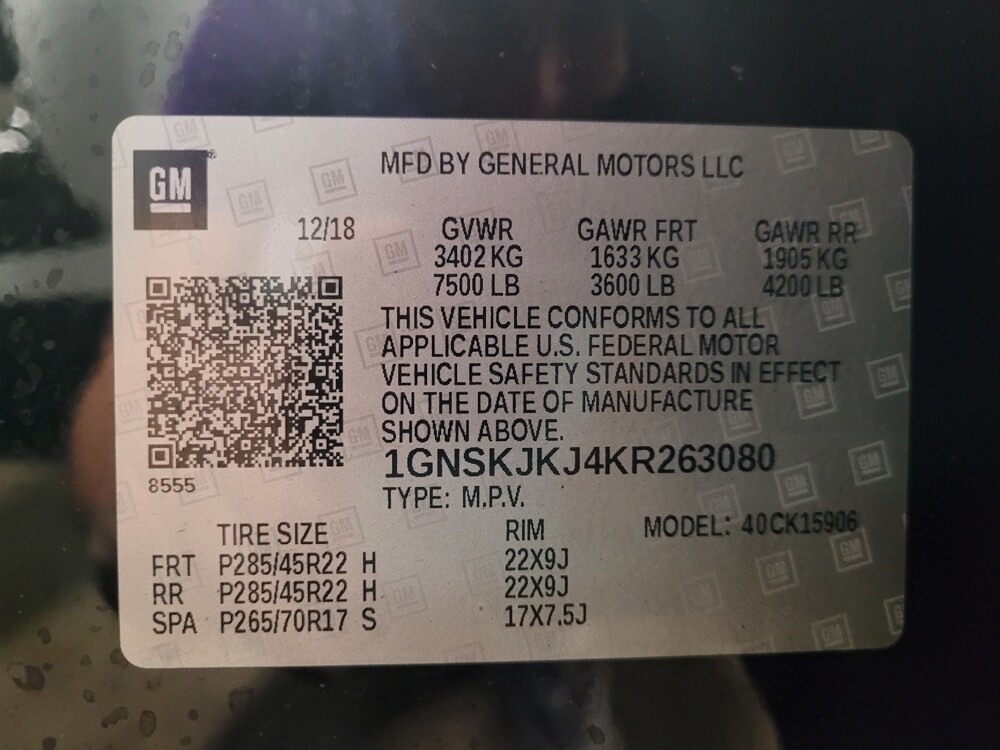 GM
MFD BY GENERAL MOTORS LLC
12/18 GVWR GAWR FRT GAWR RR
3402 KG 1633 KG 1905 KG
7500 LB 3600 LB 4200 LB
THIS VEHICLE CONFORMS TO ALL
APPLICABLE U.S. FEDERAL MOTOR
VEHICLE SAFETY STANDARDS IN EFFECT
ON THE DATE OF MANUFACTURE
SHOWN ABOVE.
1GNSKJKJ4KR263080
8555
TYPE: M.P.V.
TIRE SIZE RIM MODEL: 40CK15906
FRT P285/45R22 H 22X9J
RR P285/45R22 H 22X9J
SPA P265/70R17 S 17X7.5J